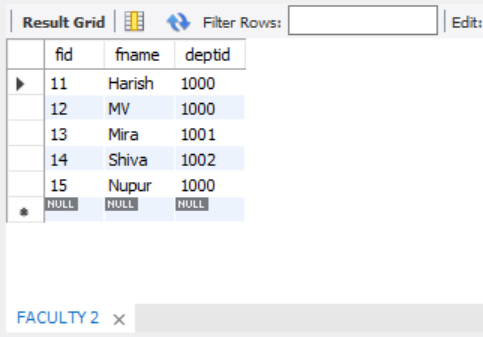 Result Grid Filter Rows: Edit:
fid fname deptid
11 Harish 1000
12 MV 1000
13 Mira 1001
14 Shiva 1002
15 Nupur 1000
NULL NULL NULL
FACULTY 2 ×